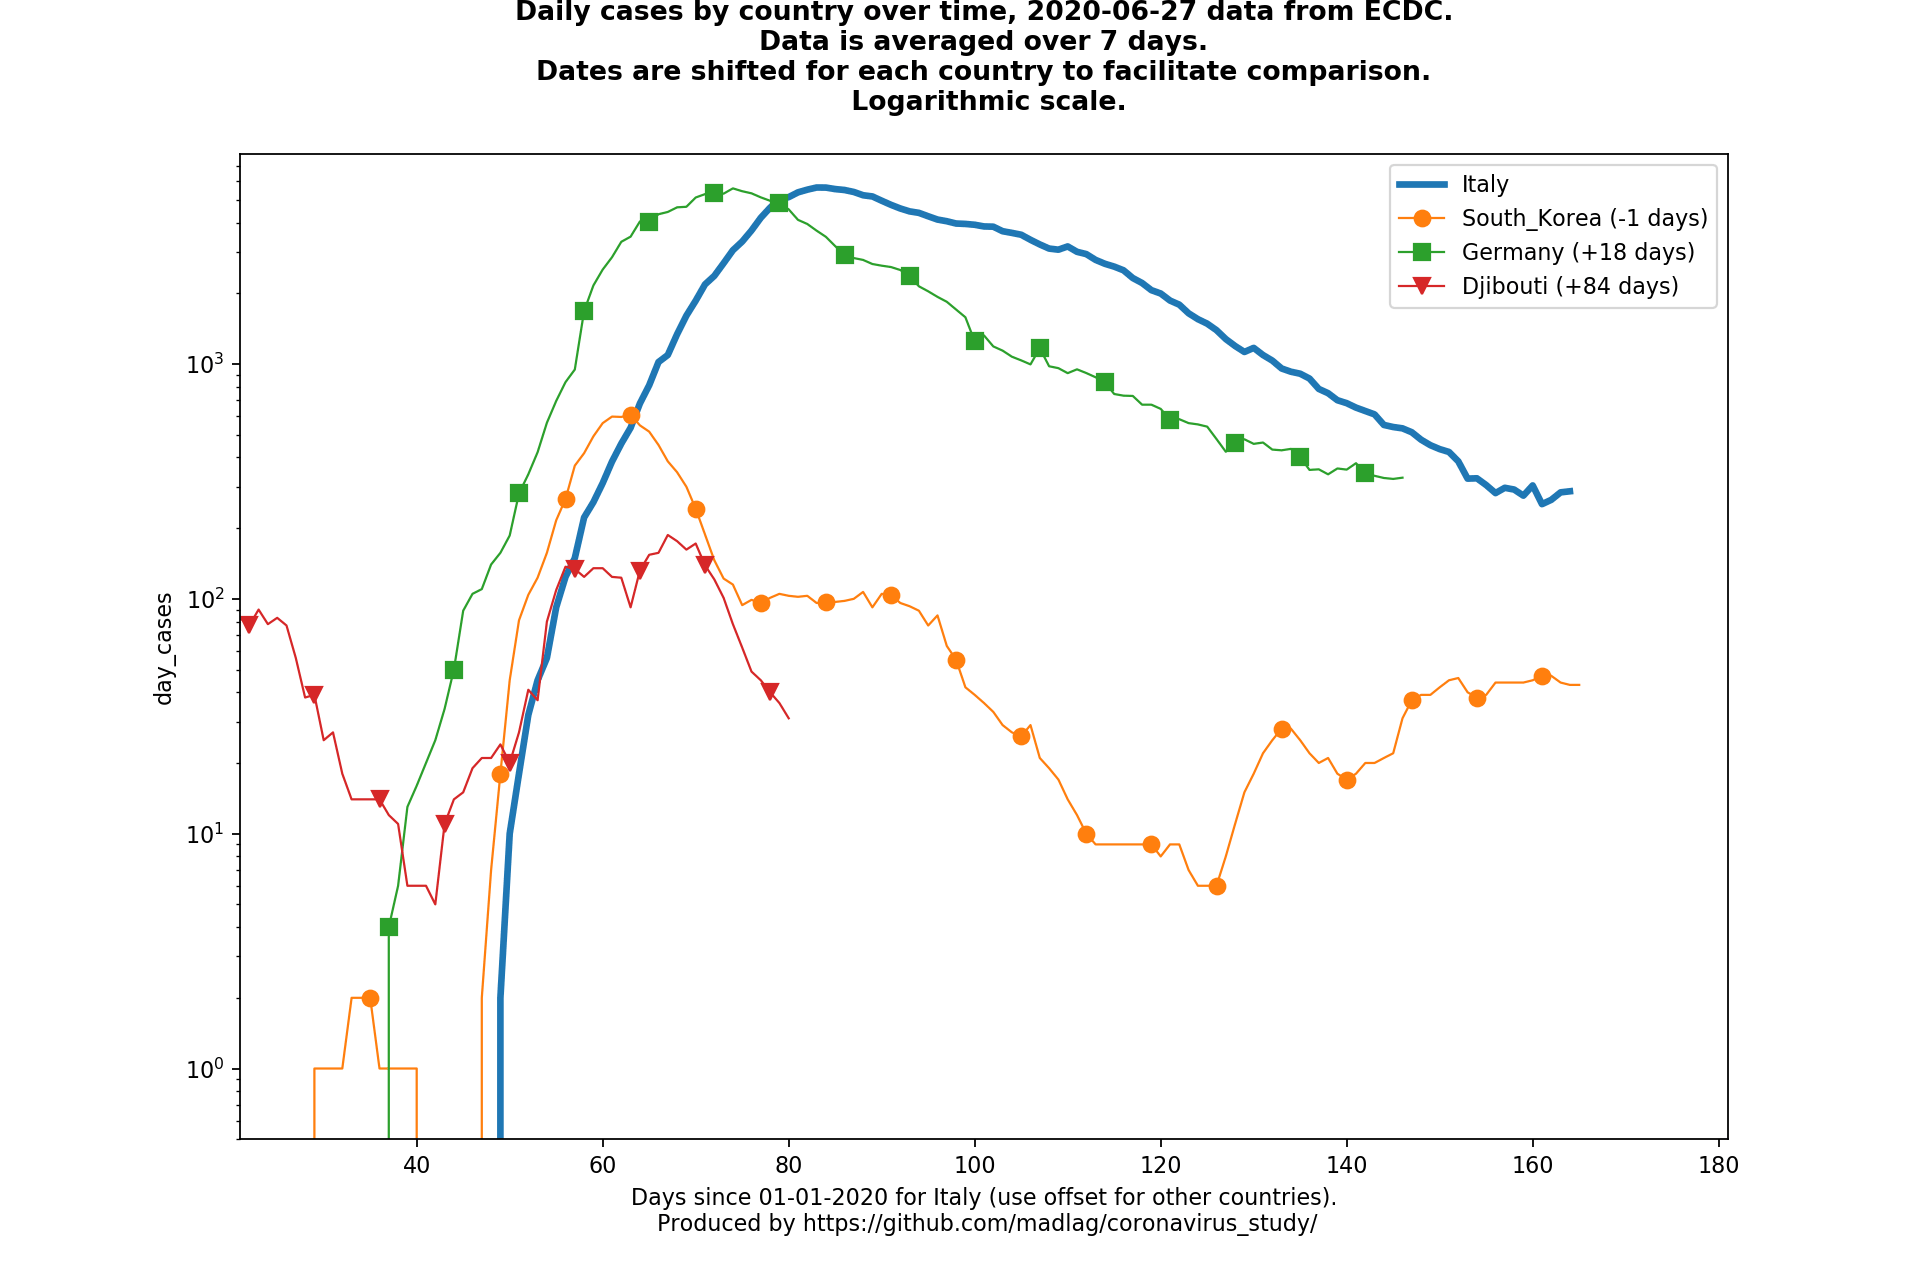 Daily cases by country over time, 2020-06-27 data from ECDC.
Data is averaged over 7 days.
Dates are shifted for each country to facilitate comparison.
Logarithmic scale.
Italy
South_Korea (-1 days)
Germany (+18 days)
Djibouti (+84 days)
day_cases
10³
10²
10¹
10⁰
40 60 80 100 120 140 160 180
Days since 01-01-2020 for Italy (use offset for other countries).
Produced by https://github.com/madlag/coronavirus_study/